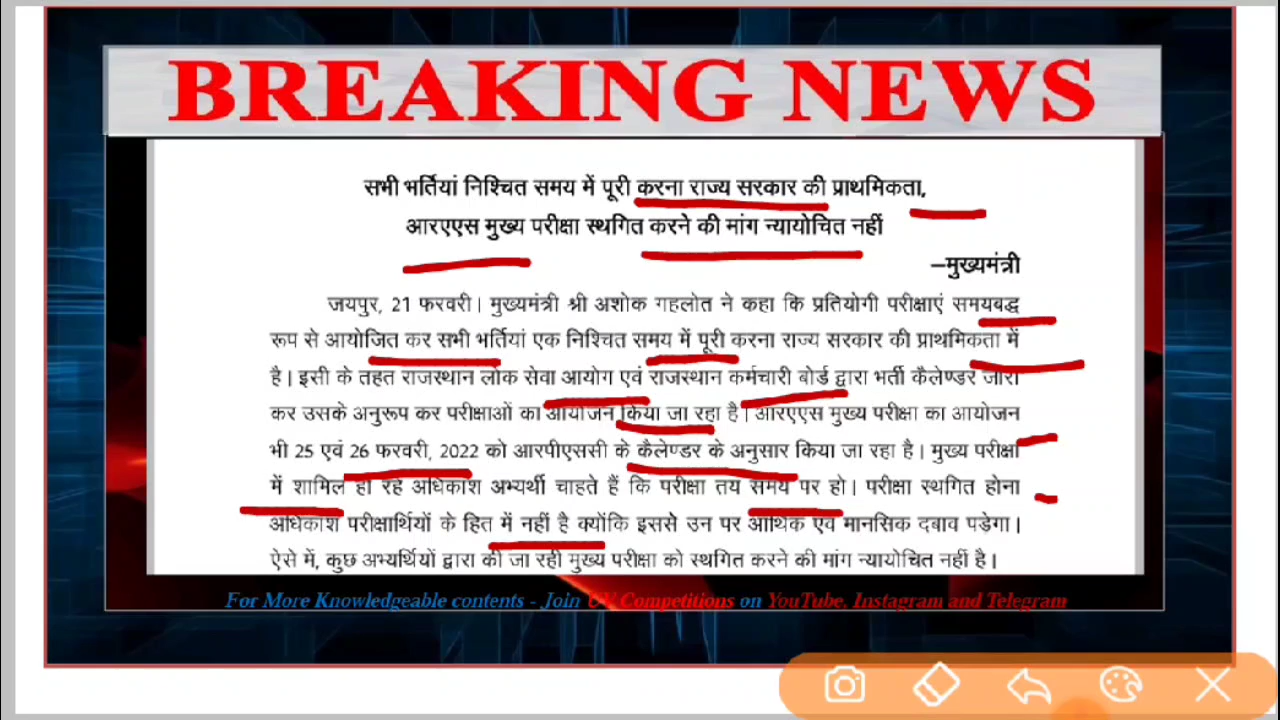 BREAKING NEWS
सभी भर्तियां निश्चित समय में पूरी करना राज्य सरकार की प्राथमिकता,
आरएएस मुख्य परीक्षा स्थगित करने की मांग न्यायोचित नहीं
–मुख्यमंत्री
जयपुर, 21 फरवरी। मुख्यमंत्री श्री अशोक गहलोत ने कहा कि प्रतियोगी परीक्षाएं समयबद्ध
रूप से आयोजित कर सभी भर्तियां एक निश्चित समय में पूरी करना राज्य सरकार की प्राथमिकता में
है। इसी के तहत राजस्थान लोक सेवा आयोग एवं राजस्थान कर्मचारी बोर्ड द्वारा भर्ती कैलेण्डर जारी
कर उसके अनुरूप कर परीक्षाओं का आयोजन किया जा रहा है। आरएएस मुख्य परीक्षा का आयोजन
भी 25 एवं 26 फरवरी, 2022 को आरपीएससी के कैलेण्डर के अनुसार किया जा रहा है। मुख्य परीक्षा
में शामिल हो रहे अधिकांश अभ्यर्थी चाहते हैं कि परीक्षा तय समय पर हो। परीक्षा स्थगित होना
अधिकांश परीक्षार्थियों के हित में नहीं है क्योंकि इससे उन पर आर्थिक एवं मानसिक दबाव पड़ेगा।
ऐसे में, कुछ अभ्यर्थियों द्वारा की जा रही मुख्य परीक्षा को स्थगित करने की मांग न्यायोचित नहीं है।
For More Knowledgeable contents - Join UV Competitions on YouTube, Instagram and Telegram